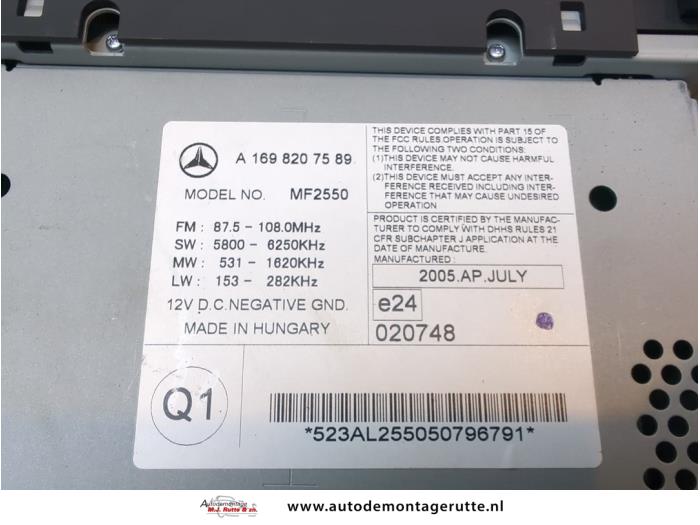 A 169 820 75 89
MODEL NO. MF2550
FM : 87.5 - 108.0MHz
SW : 5800 - 6250KHz
MW : 531 - 1620KHz
LW : 153 - 282KHz
12V D.C.NEGATIVE GND.
MADE IN HUNGARY
THIS DEVICE COMPLIES WITH PART 15 OF
THE FCC RULES.OPERATION IS SUBJECT TO
THE FOLLOWING TWO CONDITIONS:
(1)THIS DEVICE MAY NOT CAUSE HARMFUL
INTERFERENCE.
(2)THIS DEVICE MUST ACCEPT ANY INTER-
FERENCE RECEIVED INCLUDING INTER-
FERENCE THAT MAY CAUSE UNDESIRED
OPERATION
PRODUCT IS CERTIFIED BY THE MANUFAC-
TURER TO COMPLY WITH DHHS RULES 21
CFR SUBCHAPTER J APPLICATION AT THE
DATE OF MANUFACTURE.
MANUFACTURED :
2005.AP.JULY
e24
020748
Q1
*523AL255050796791*
Autodemontage
M.J. Rutte & zn.
www.autodemontagerutte.nl